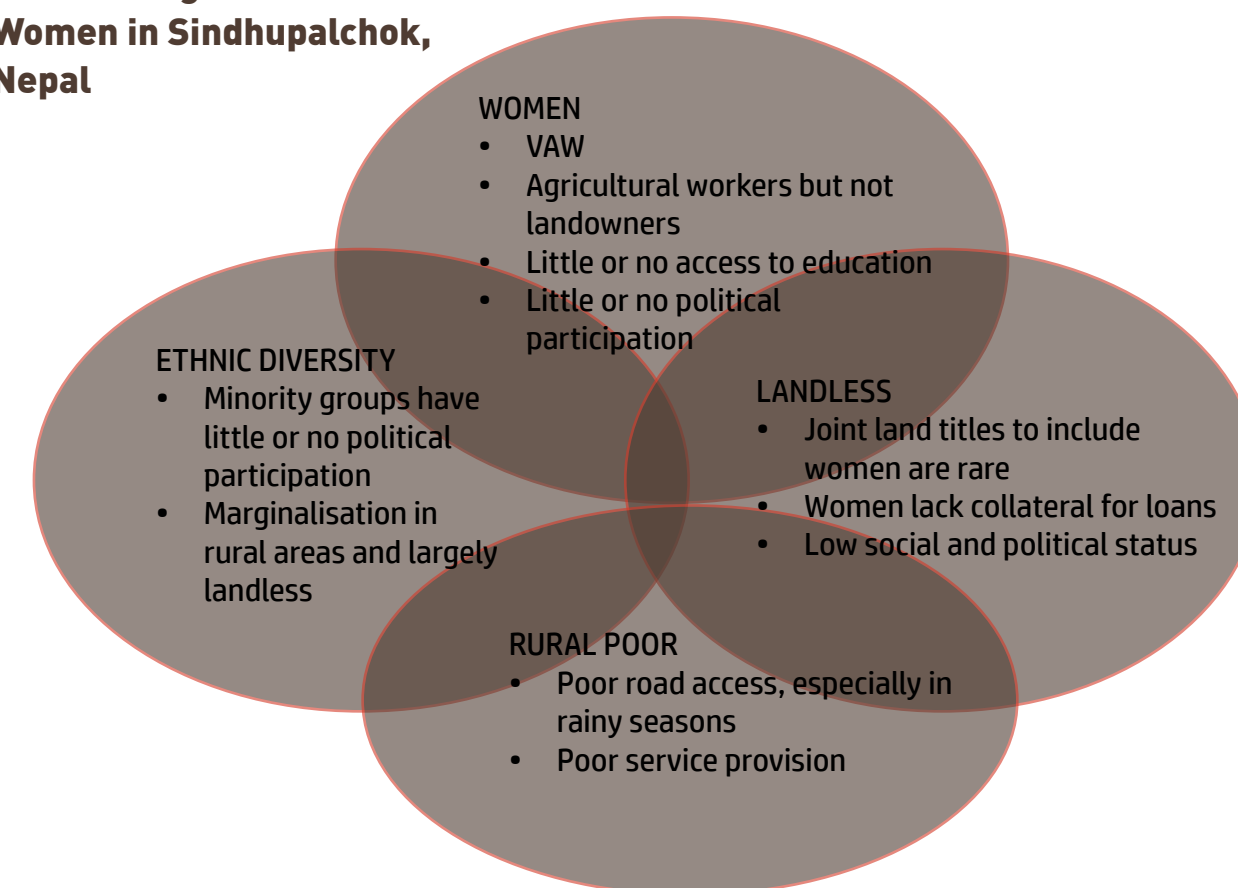 Women in Sindhupalchok,
Nepal
WOMEN
• VAW
• Agricultural workers but not
landowners
• Little or no access to education
• Little or no political
participation
ETHNIC DIVERSITY
• Minority groups have
little or no political
participation
• Marginalisation in
rural areas and largely
landless
LANDLESS
• Joint land titles to include
women are rare
• Women lack collateral for loans
• Low social and political status
RURAL POOR
• Poor road access, especially in
rainy seasons
• Poor service provision